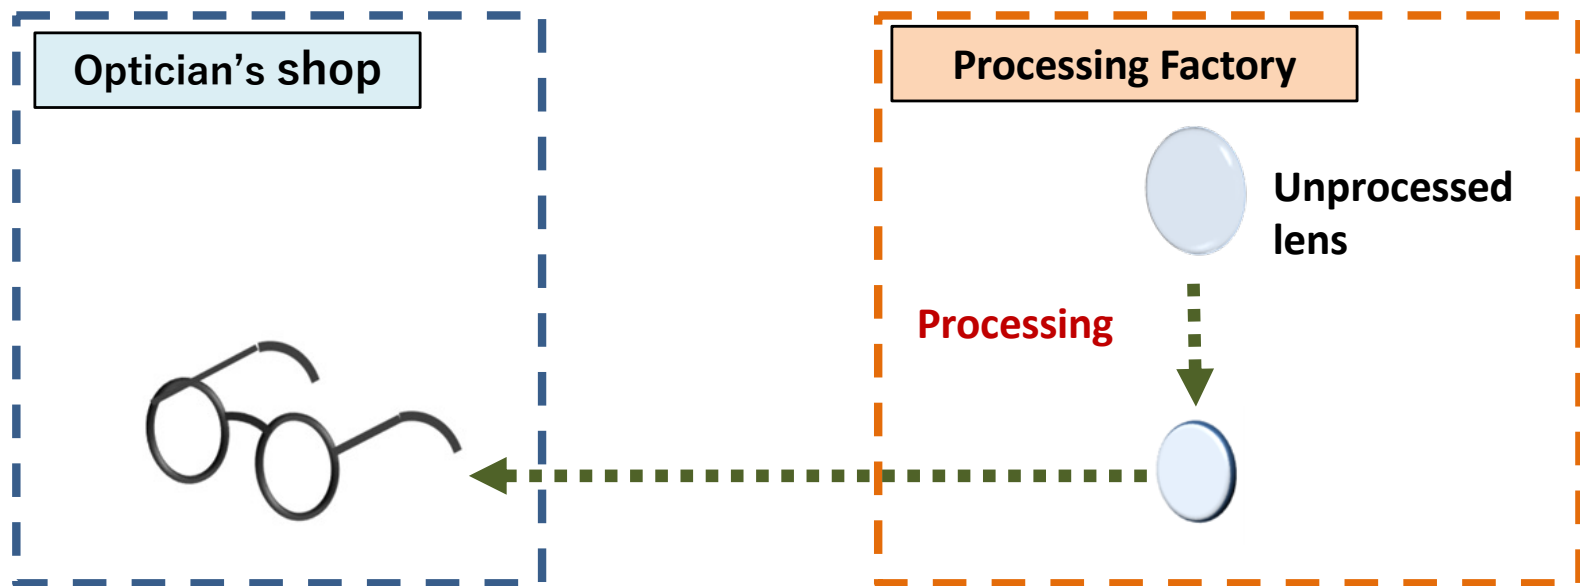 Optician’s shop
Processing Factory
Unprocessed
lens
Processing